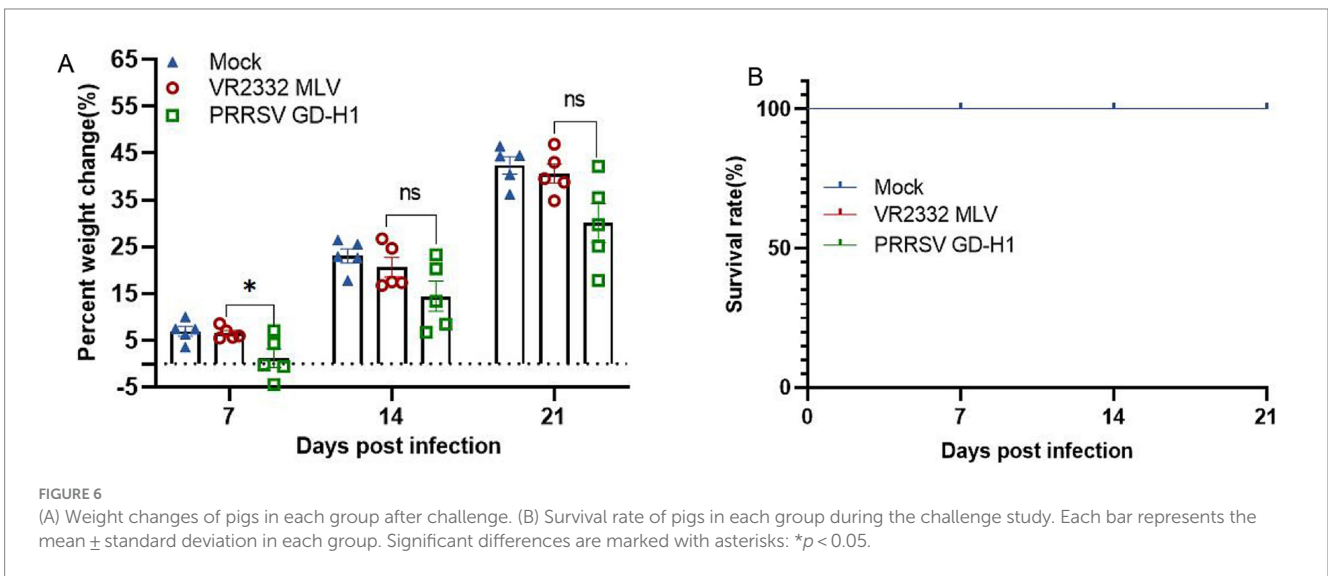 A
Percent weight change(%)
65
55
45
35
25
15
5
-5
Mock
VR2332 MLV
PRRSV GD-H1
*
ns
ns
7
14
21
Days post infection
B
Survival rate(%)
100
50
0
Mock
VR2332 MLV
PRRSV GD-H1
0
7
14
21
Days post infection
FIGURE 6
(A) Weight changes of pigs in each group after challenge. (B) Survival rate of pigs in each group during the challenge study. Each bar represents the
mean ± standard deviation in each group. Significant differences are marked with asterisks: *p < 0.05.